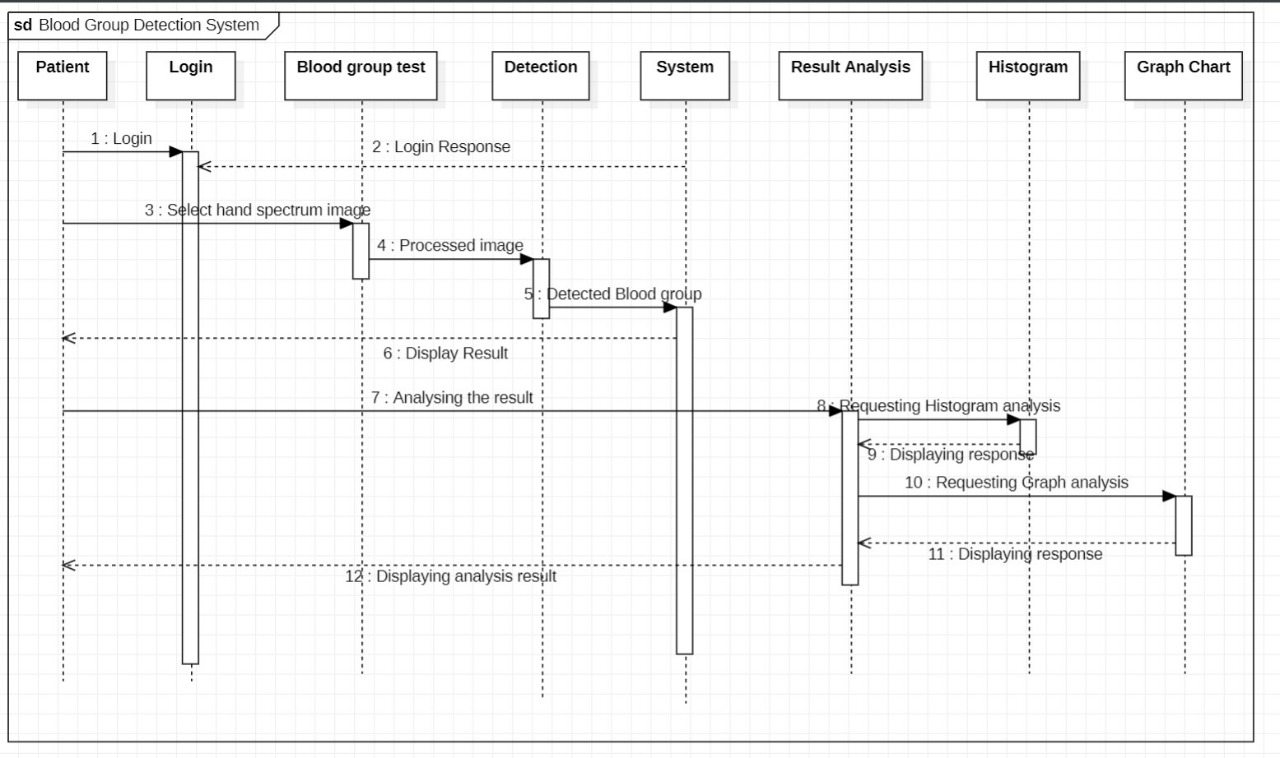 sd Blood Group Detection System
Patient
Login
Blood group test
Detection
System
Result Analysis
Histogram
Graph Chart
1 : Login
2 : Login Response
3 : Select hand spectrum image
4 : Processed image
5 : Detected Blood group
6 : Display Result
7 : Analysing the result
8 : Requesting Histogram analysis
9 : Displaying response
10 : Requesting Graph analysis
11 : Displaying response
12 : Displaying analysis result